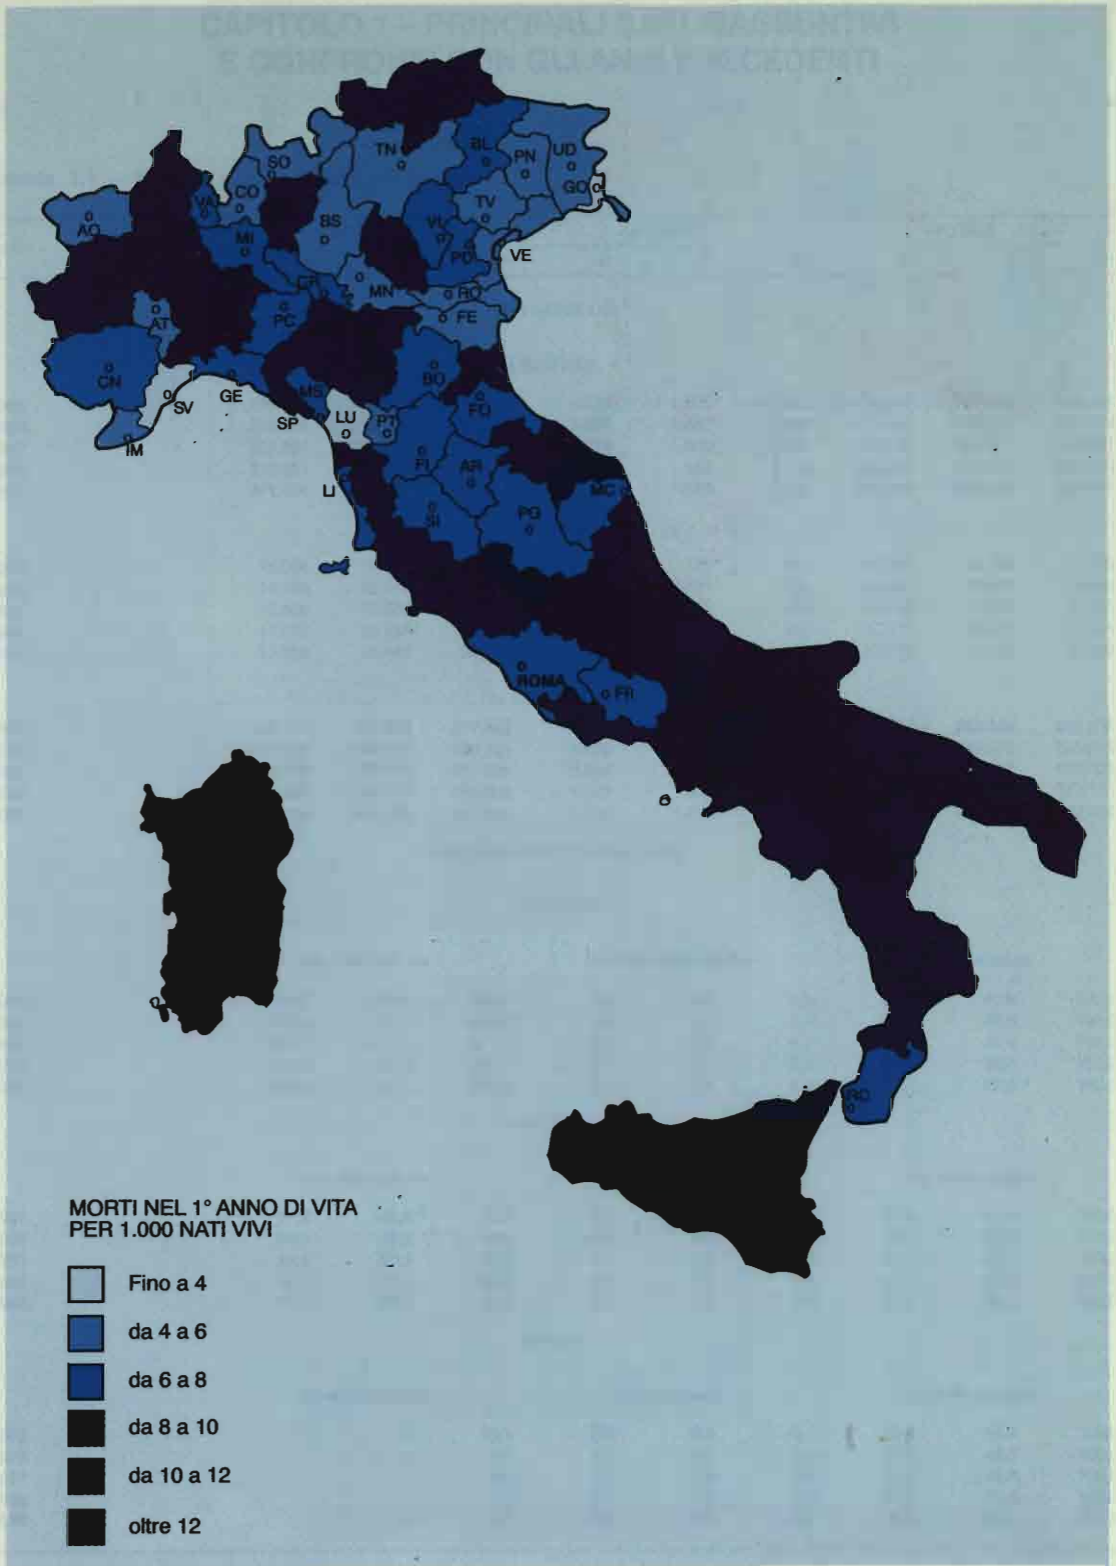 TN
BL
PN
UD
SO
GO
CO
VA
TV
AO
BS
VI
MI
PD
VE
CR
MN
RO
AT
PC
FE
CN
BO
GE
MS
FO
SV
SP
LU
PT
IM
FI
AR
LI
MC
SI
PG
ROMA
FR
RC
MORTI NEL 1° ANNO DI VITA
PER 1.000 NATI VIVI
Fino a 4
da 4 a 6
da 6 a 8
da 8 a 10
da 10 a 12
oltre 12